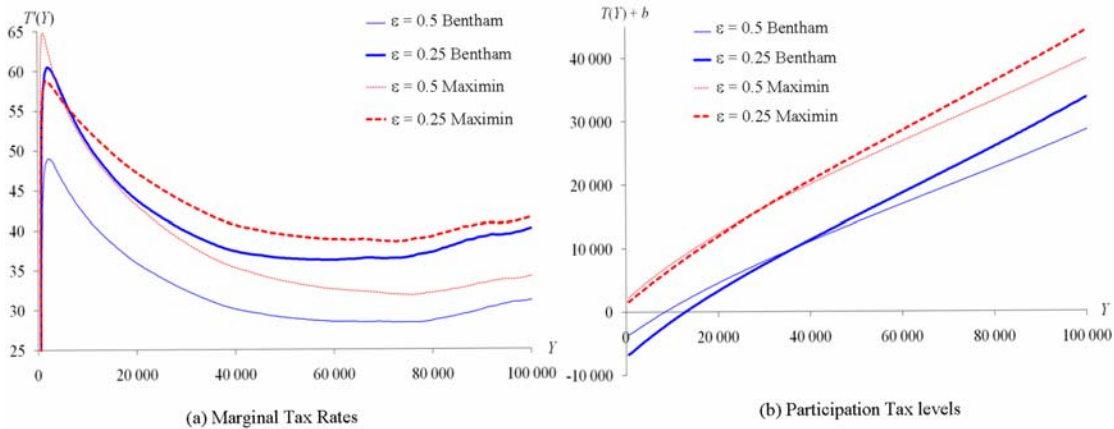 T'(Y)
65
60
55
50
45
40
35
30
25
0
20 000
40 000
60 000
80 000
100 000
Y
ε = 0.5 Bentham
ε = 0.25 Bentham
ε = 0.5 Maximin
ε = 0.25 Maximin
(a) Marginal Tax Rates
T(Y) + b
40 000
30 000
20 000
10 000
0
-10 000
0
20 000
40 000
60 000
80 000
100 000
Y
ε = 0.5 Bentham
ε = 0.25 Bentham
ε = 0.5 Maximin
ε = 0.25 Maximin
(b) Participation Tax levels